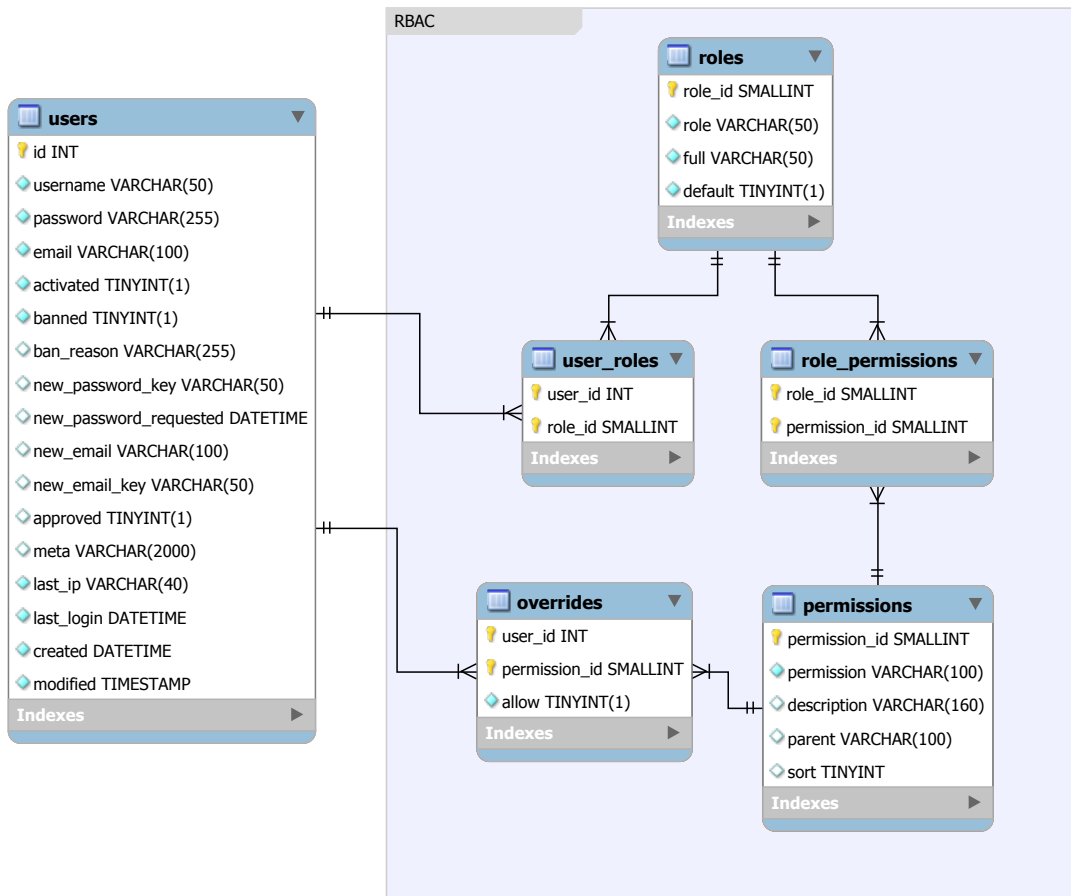 RBAC
users
id INT
username VARCHAR(50)
password VARCHAR(255)
email VARCHAR(100)
activated TINYINT(1)
banned TINYINT(1)
ban_reason VARCHAR(255)
new_password_key VARCHAR(50)
new_password_requested DATETIME
new_email VARCHAR(100)
new_email_key VARCHAR(50)
approved TINYINT(1)
meta VARCHAR(2000)
last_ip VARCHAR(40)
last_login DATETIME
created DATETIME
modified TIMESTAMP
Indexes
roles
role_id SMALLINT
role VARCHAR(50)
full VARCHAR(50)
default TINYINT(1)
Indexes
user_roles
user_id INT
role_id SMALLINT
Indexes
role_permissions
role_id SMALLINT
permission_id SMALLINT
Indexes
overrides
user_id INT
permission_id SMALLINT
allow TINYINT(1)
Indexes
permissions
permission_id SMALLINT
permission VARCHAR(100)
description VARCHAR(160)
parent VARCHAR(100)
sort TINYINT
Indexes